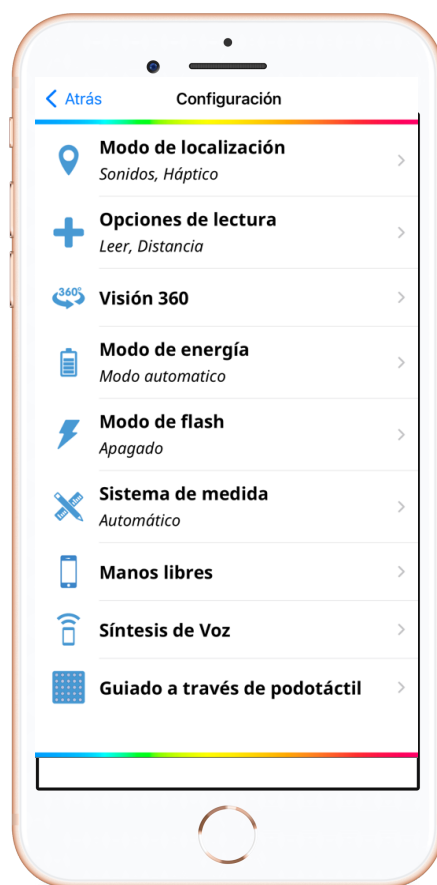 Atrás
Configuración
Modo de localización
Sonidos, Háptico
Opciones de lectura
Leer, Distancia
360°
Visión 360
Modo de energía
Modo automatico
Modo de flash
Apagado
Sistema de medida
Automático
Manos libres
Síntesis de Voz
Guiado a través de podotáctil